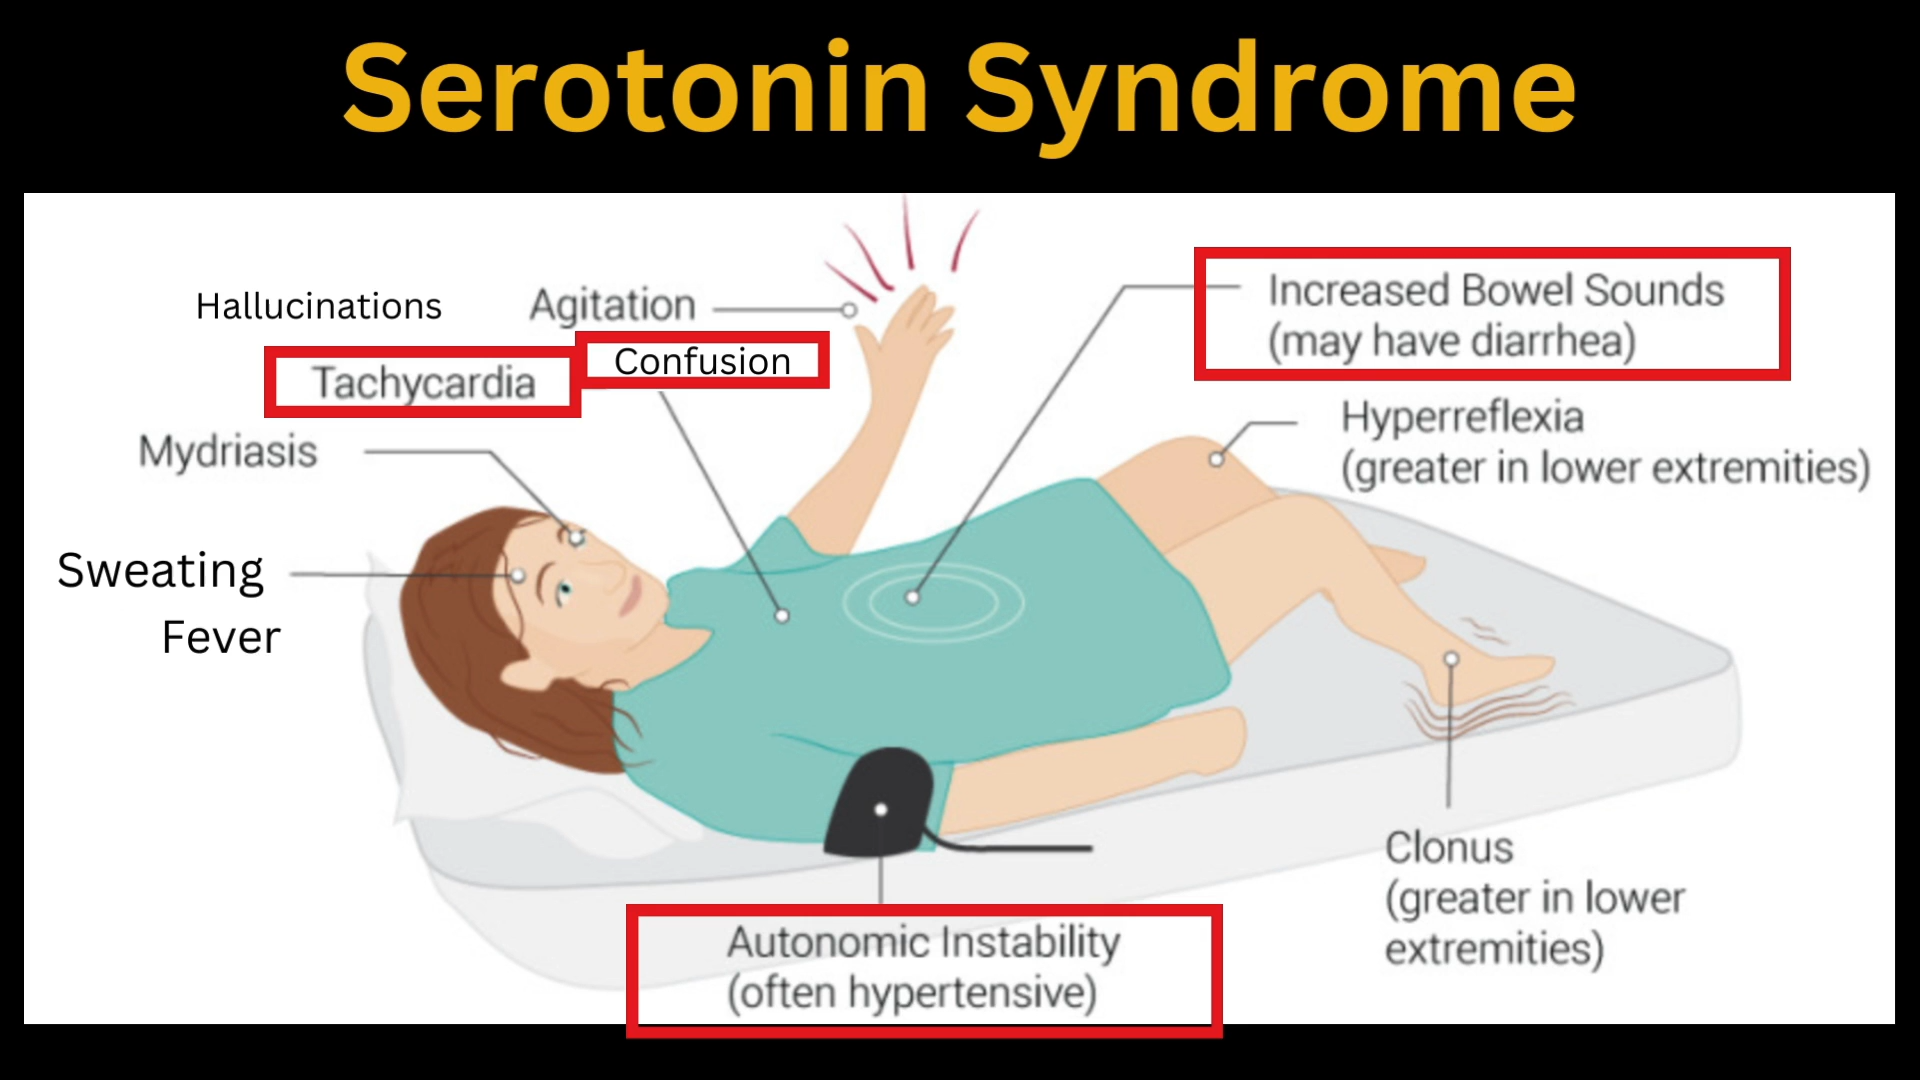 Serotonin Syndrome
Hallucinations
Agitation
Tachycardia
Confusion
Mydriasis
Sweating
Fever
Increased Bowel Sounds
(may have diarrhea)
Hyperreflexia
(greater in lower extremities)
Clonus
(greater in lower
extremities)
Autonomic Instability
(often hypertensive)